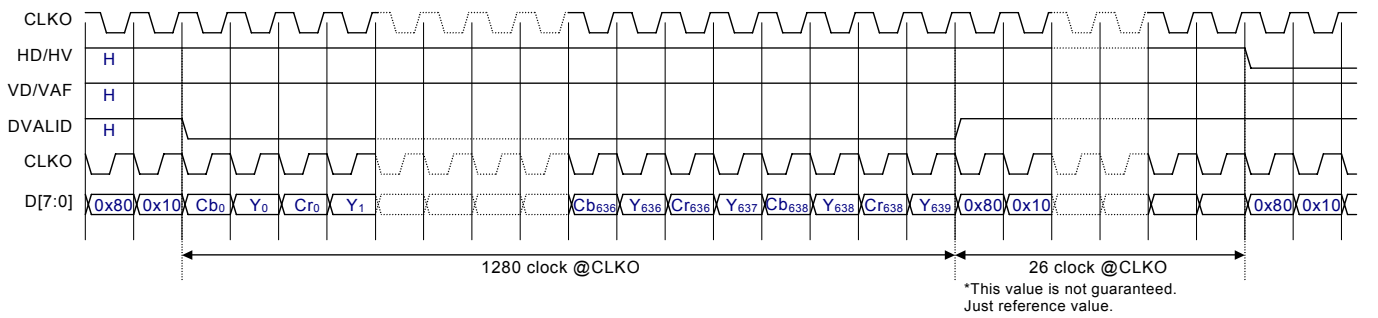 CLKO
HD/HV H
VD/VAF H
DVALID H
CLKO
D[7:0] 0x80 0x10 Cb0 Y0 Cr0 Y1 Cb636 Y636 Cr636 Y637 Cb638 Y638 Cr638 Y639 0x80 0x10 0x80 0x10
1280 clock @CLKO 26 clock @CLKO
*This value is not guaranteed.
Just reference value.